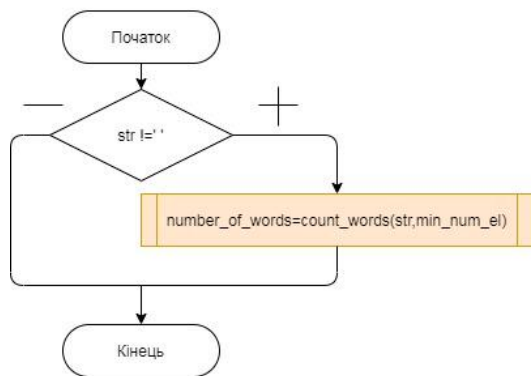 Початок
str !=' '
number_of_words=count_words(str,min_num_el)
Кінець